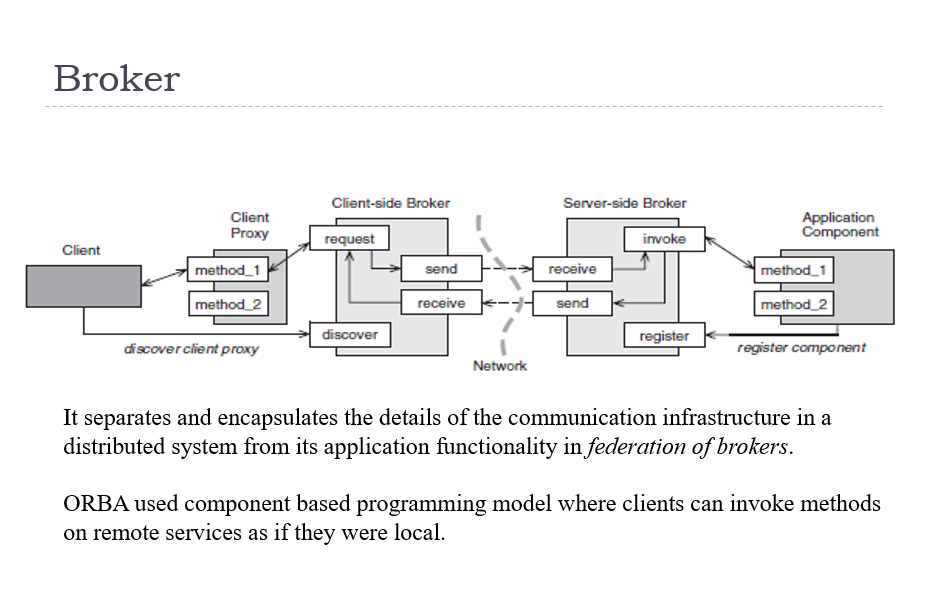 Broker
Client-side Broker
Server-side Broker
Client
Proxy
Application
Component
Client
request
invoke
method_1
send
receive
method_1
method_2
receive
send
method_2
discover
register
discover client proxy
register component
Network
It separates and encapsulates the details of the communication infrastructure in a
distributed system from its application functionality in federation of brokers.
ORBA used component based programming model where clients can invoke methods
on remote services as if they were local.